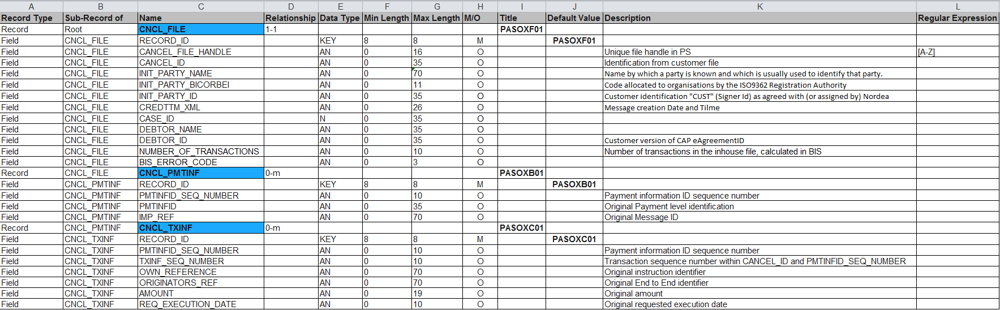 A B C D E F G H I J K L
Record Type Sub-Record of Name Relationship Data Type Min Length Max Length M/O Title Default Value Description Regular Expression
Record Root CNCL_FILE 1-1 PASOXF01
Field CNCL_FILE RECORD_ID KEY 8 8 M PASOXF01
Field CNCL_FILE CANCEL_FILE_HANDLE AN 0 16 O Unique file handle in PS [A-Z]
Field CNCL_FILE CANCEL_ID AN 0 35 O Identification from customer file
Field CNCL_FILE INIT_PARTY_NAME AN 0 70 O Name by which a party is known and which is usually used to identify that party.
Field CNCL_FILE INIT_PARTY_BICORBEI AN 0 11 O Code allocated to organisations by the ISO9362 Registration Authority
Field CNCL_FILE INIT_PARTY_ID AN 0 35 O Customer identification "CUST" (Signer Id) as agreed with (or assigned by) Nordea
Field CNCL_FILE CREDTTM_XML AN 0 26 O Message creation Date and Tilme
Field CNCL_FILE CASE_ID N 0 35 O
Field CNCL_FILE DEBTOR_NAME AN 0 35 O
Field CNCL_FILE DEBTOR_ID AN 0 35 O Customer version of CAP eAgreementID
Field CNCL_FILE NUMBER_OF_TRANSACTIONS AN 0 10 O Number of transactions in the inhouse file, calculated in BIS
Field CNCL_FILE BIS_ERROR_CODE AN 0 3 O
Record CNCL_FILE CNCL_PMTINF 0-m PASOXB01
Field CNCL_PMTINF RECORD_ID KEY 8 8 M PASOXB01
Field CNCL_PMTINF PMTINFID_SEQ_NUMBER AN 0 10 O Payment information ID sequence number
Field CNCL_PMTINF PMTINFID AN 0 35 O Original Payment level identification
Field CNCL_PMTINF IMP_REF AN 0 70 O Original Message ID
Record CNCL_PMTINF CNCL_TXINF 0-m PASOXC01
Field CNCL_TXINF RECORD_ID KEY 8 8 M PASOXC01
Field CNCL_TXINF PMTINFID_SEQ_NUMBER AN 0 10 O Payment information ID sequence number
Field CNCL_TXINF TXINF_SEQ_NUMBER AN 0 10 O Transaction sequence number within CANCEL_ID and PMTINFID_SEQ_NUMBER
Field CNCL_TXINF OWN_REFERENCE AN 0 70 O Original instruction identifier
Field CNCL_TXINF ORIGINATORS_REF AN 0 70 O Original End to End identifier
Field CNCL_TXINF AMOUNT AN 0 19 O Original amount
Field CNCL_TXINF REQ_EXECUTION_DATE AN 0 10 O Original requested execution date